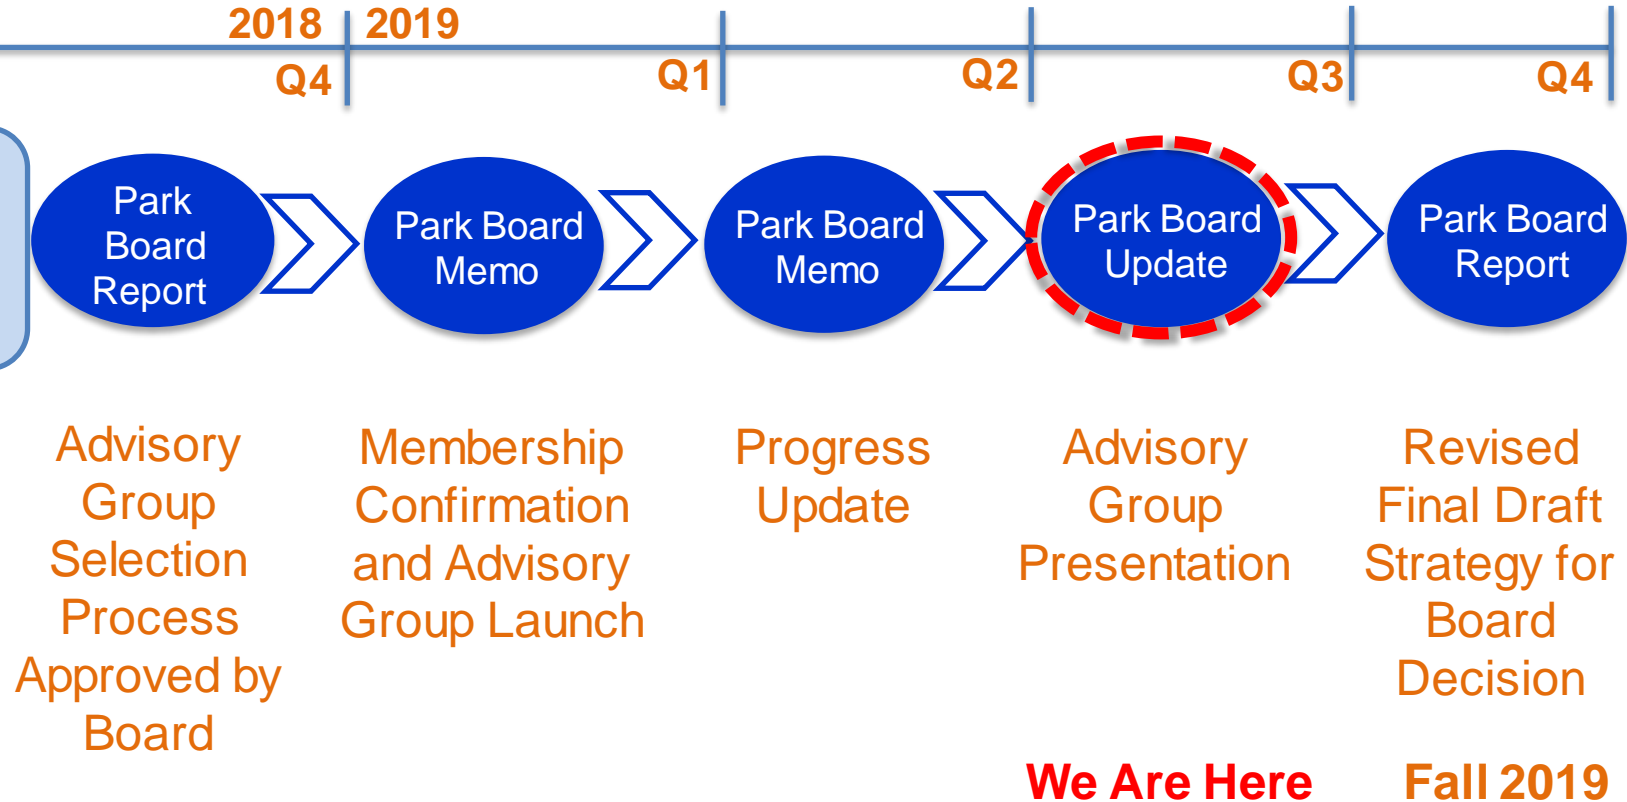 2018 2019
Q4 Q1 Q2 Q3 Q4
Park
Board
Report
Park Board
Memo
Park Board
Memo
Park Board
Update
Park Board
Report
Advisory
Group
Selection
Process
Approved by
Board
Membership
Confirmation
and Advisory
Group Launch
Progress
Update
Advisory
Group
Presentation
Revised
Final Draft
Strategy for
Board
Decision
We Are Here
Fall 2019